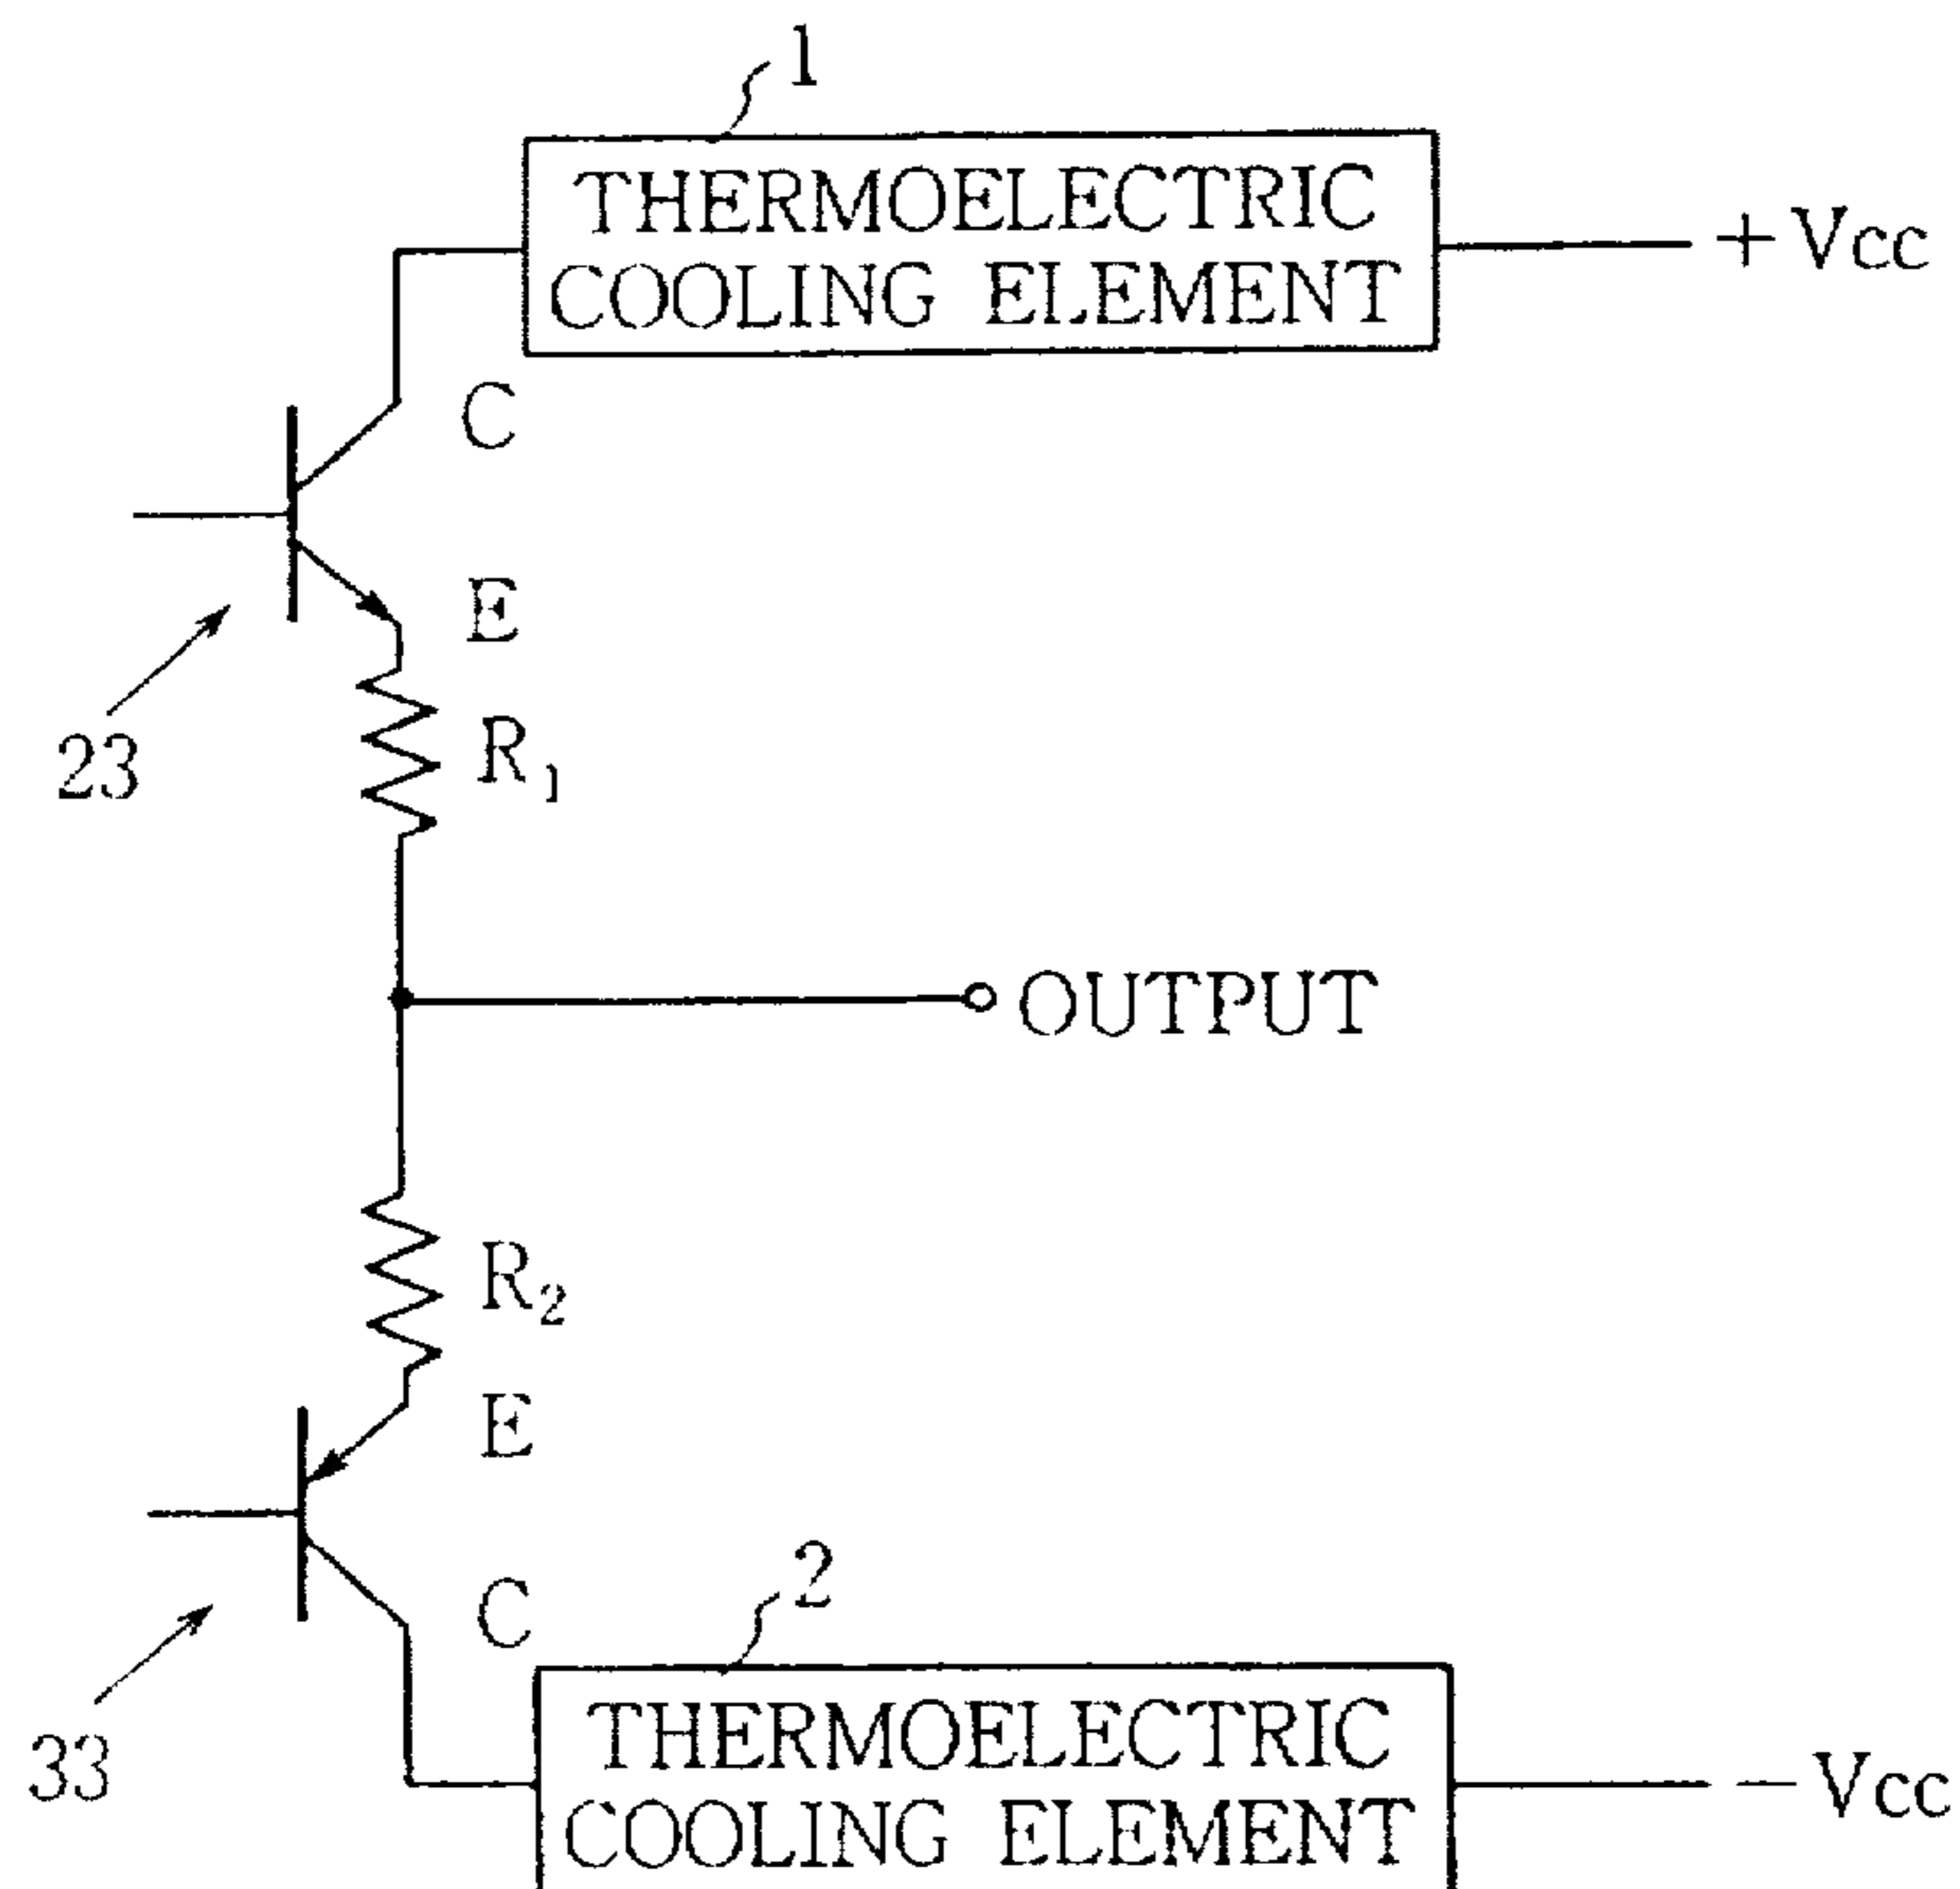 1
THERMOELECTRIC
COOLING ELEMENT
+Vcc
C
E
23
R1
OUTPUT
R2
E
C
2
33
THERMOELECTRIC
COOLING ELEMENT
−Vcc